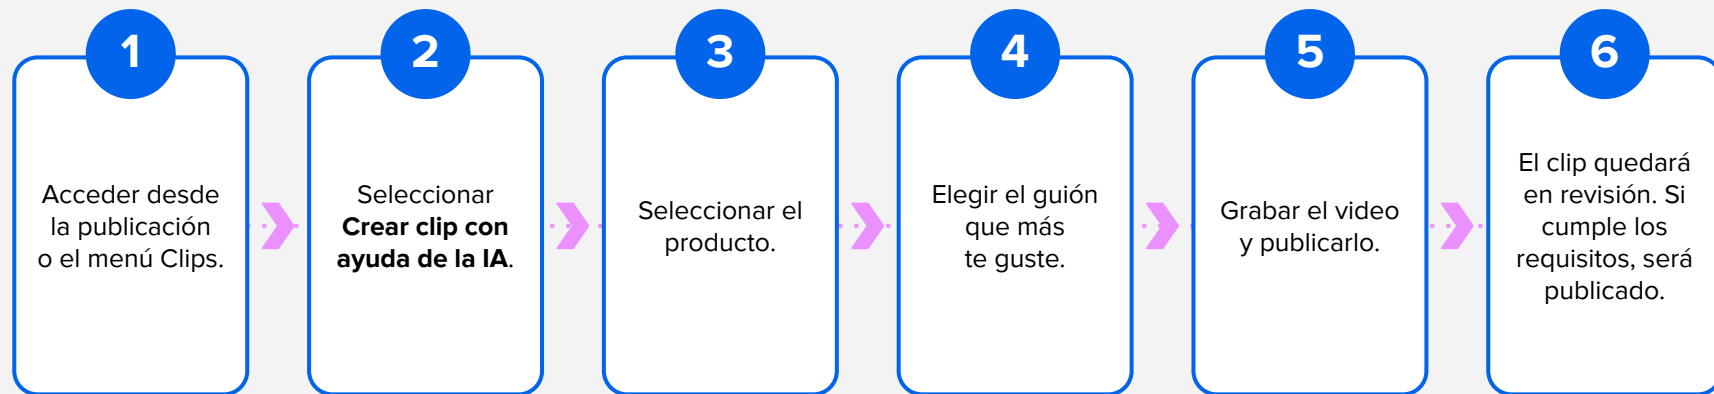 1
Acceder desde
la publicación
o el menú Clips.
2
Seleccionar
Crear clip con
ayuda de la IA.
3
Seleccionar el
producto.
4
Elegir el guión
que más
te guste.
5
Grabar el video
y publicarlo.
6
El clip quedará
en revisión. Si
cumple los
requisitos, será
publicado.